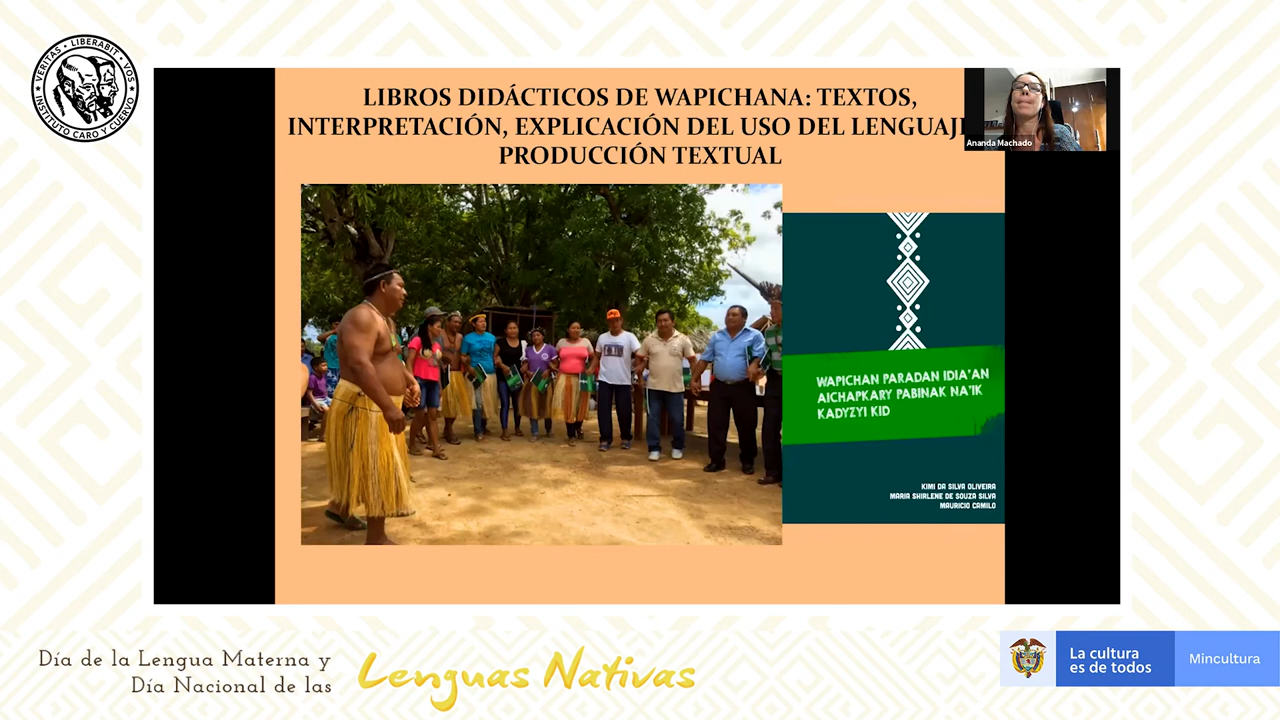 VERITAS • LIBERABIT • VOS
INSTITUTO CARO Y CUERVO
LIBROS DIDÁCTICOS DE WAPICHANA: TEXTOS,
INTERPRETACIÓN, EXPLICACIÓN DEL USO DEL LENGUAJE
PRODUCCIÓN TEXTUAL
Ananda Machado
WAPICHAN PARADAN IDIA'AN
AICHAPKARY PABINAK NA'IK
KADYZYI KID
KIMI DA SILVA OLIVEIRA
MARIA SHIRLENE DE SOUZA SILVA
MAURICIO CAMILO
Día de la Lengua Materna y
Día Nacional de las
Lenguas Nativas
La cultura
es de todos
Mincultura